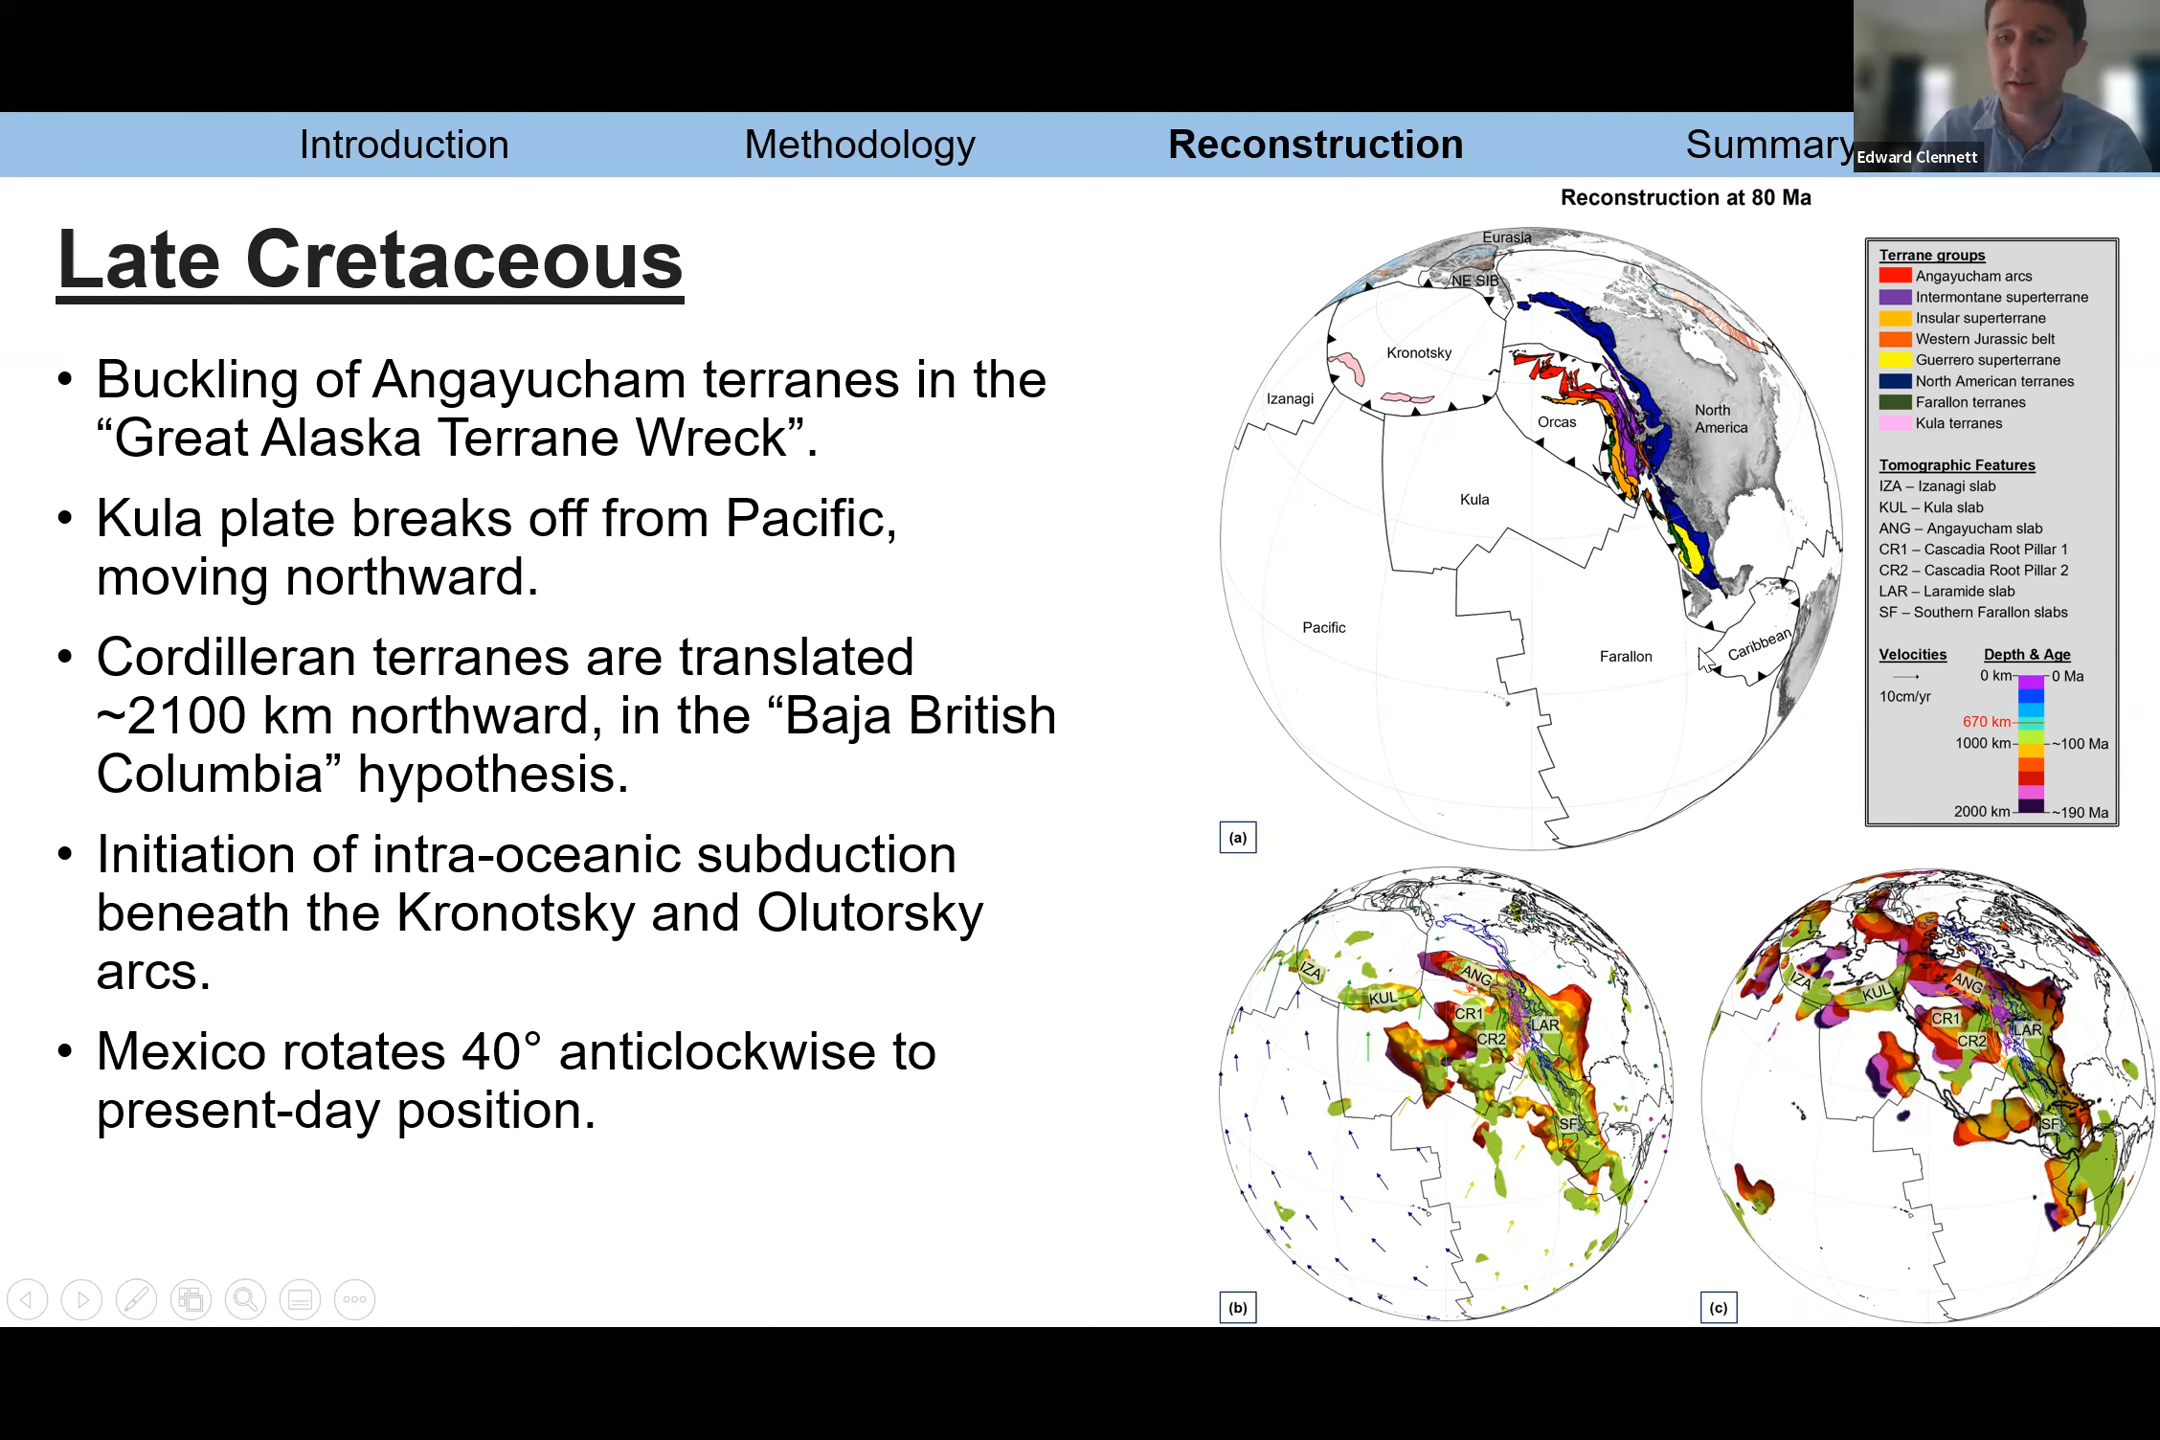 Introduction
Methodology
Reconstruction
Summary
Edward Clennett
Late Cretaceous
• Buckling of Angayucham terranes in the
“Great Alaska Terrane Wreck”.
• Kula plate breaks off from Pacific,
moving northward.
• Cordilleran terranes are translated
~2100 km northward, in the “Baja British
Columbia” hypothesis.
• Initiation of intra-oceanic subduction
beneath the Kronotsky and Olutorsky
arcs.
• Mexico rotates 40° anticlockwise to
present-day position.
Reconstruction at 80 Ma
Eurasia
NE SIB
Kronotsky
Izanagi
Orcas
North
America
Kula
Pacific
Farallon
Caribbean
(a)
Terrane groups
Angayucham arcs
Intermontane superterrane
Insular superterrane
Western Jurassic belt
Guerrero superterrane
North American terranes
Farallon terranes
Kula terranes
Tomographic Features
IZA – Izanagi slab
KUL – Kula slab
ANG – Angayucham slab
CR1 – Cascadia Root Pillar 1
CR2 – Cascadia Root Pillar 2
LAR – Laramide slab
SF – Southern Farallon slabs
Velocities
10cm/yr
Depth & Age
0 km 0 Ma
670 km
1000 km ~100 Ma
2000 km ~190 Ma
IZA
KUL
ANG
CR1
CR2
LAR
SF
(b)
IZA
KUL
ANG
CR1
CR2
LAR
SF
(c)